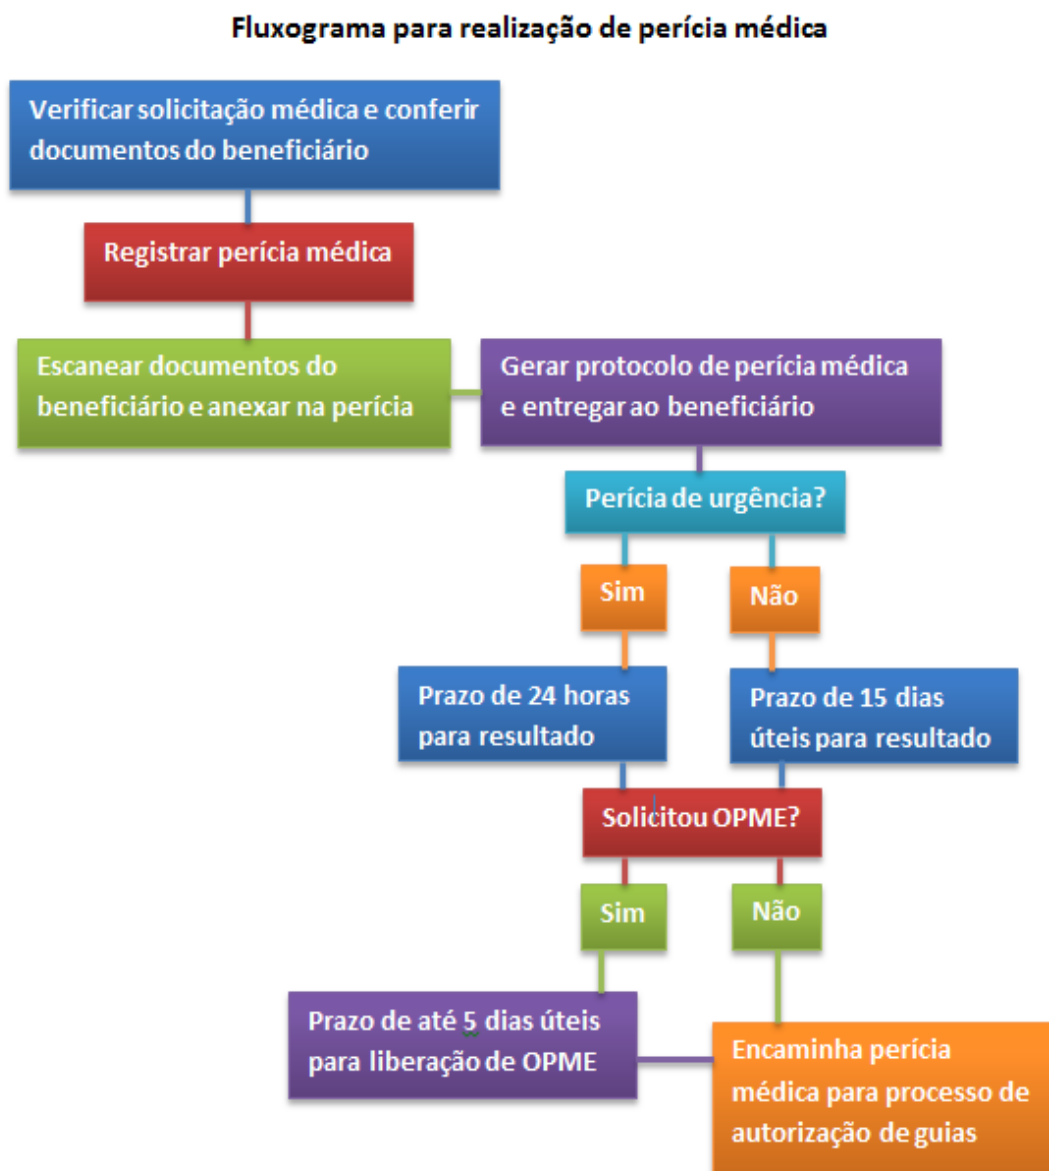 Fluxograma para realização de perícia médica
Verificar solicitação médica e conferir
documentos do beneficiário
Registrar perícia médica
Escanear documentos do
beneficiário e anexar na perícia
Gerar protocolo de perícia médica
e entregar ao beneficiário
Perícia de urgência?
Sim
Não
Prazo de 24 horas
para resultado
Prazo de 15 dias
úteis para resultado
Solicitou OPME?
Sim
Não
Prazo de até 5 dias úteis
para liberação de OPME
Encaminha perícia
médica para processo de
autorização de guias